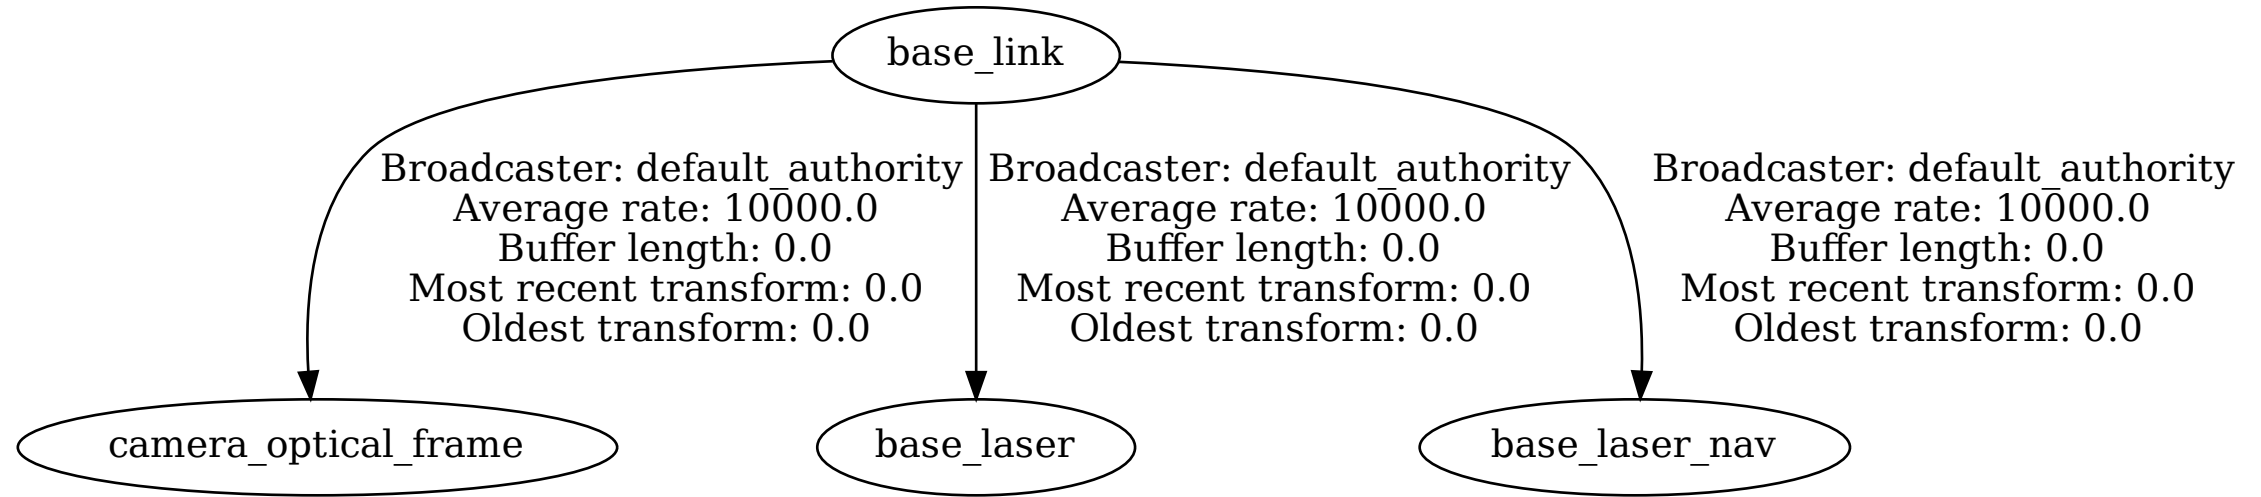 base_link
Broadcaster: default_authority
Average rate: 10000.0
Buffer length: 0.0
Most recent transform: 0.0
Oldest transform: 0.0
Broadcaster: default_authority
Average rate: 10000.0
Buffer length: 0.0
Most recent transform: 0.0
Oldest transform: 0.0
Broadcaster: default_authority
Average rate: 10000.0
Buffer length: 0.0
Most recent transform: 0.0
Oldest transform: 0.0
camera_optical_frame
base_laser
base_laser_nav